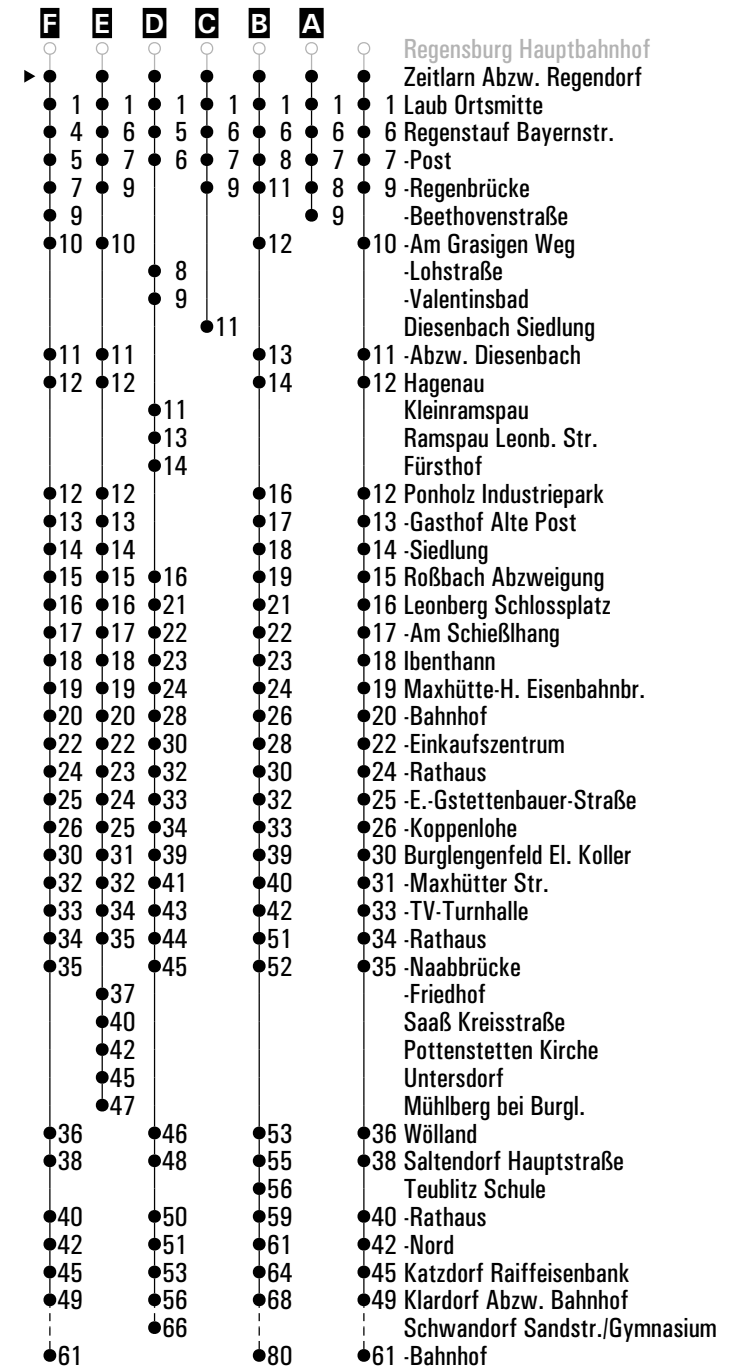 F E D C B A
Regensburg Hauptbahnhof
Zeitlarn Abzw. Regendorf
1 1 1 1 1 1 1 Laub Ortsmitte
4 6 5 6 6 6 6 Regenstauf Bayernstr.
5 7 6 7 8 7 7 -Post
7 9 9 11 8 9 -Regenbrücke
9 9 -Beethovenstraße
10 10 12 10 -Am Grasigen Weg
8 -Lohstraße
9 -Valentinsbad
11 Diesenbach Siedlung
11 11 13 11 -Abzw. Diesenbach
12 12 14 12 Hagenau
11 Kleinramspau
13 Ramspau Leonb. Str.
14 Fürsthof
12 12 16 12 Ponholz Industriepark
13 13 17 13 -Gasthof Alte Post
14 14 18 14 -Siedlung
15 15 16 19 15 Roßbach Abzweigung
16 16 21 21 16 Leonberg Schlossplatz
17 17 22 22 17 -Am Schießlhang
18 18 23 23 18 Ibenthann
19 19 24 24 19 Maxhütte-H. Eisenbahnbr.
20 20 28 26 20 -Bahnhof
22 22 30 28 22 -Einkaufszentrum
24 23 32 30 24 -Rathaus
25 24 33 32 25 -E.-Gstettenbauer-Straße
26 25 34 33 26 -Koppenlohe
30 31 39 39 30 Burglengenfeld El. Koller
32 32 41 40 31 -Maxhütter Str.
33 34 43 42 33 -TV-Turnhalle
34 35 44 51 34 -Rathaus
35 45 52 35 -Naabbrücke
37 -Friedhof
40 Saaß Kreisstraße
42 Pottenstetten Kirche
45 Untersdorf
47 Mühlberg bei Burgl.
36 46 53 36 Wölland
38 48 55 38 Saltendorf Hauptstraße
56 Teublitz Schule
40 50 59 40 -Rathaus
42 51 61 42 -Nord
45 53 64 45 Katzdorf Raiffeisenbank
49 56 68 49 Klardorf Abzw. Bahnhof
66 Schwandorf Sandstr./Gymnasium
61 80 61 -Bahnhof